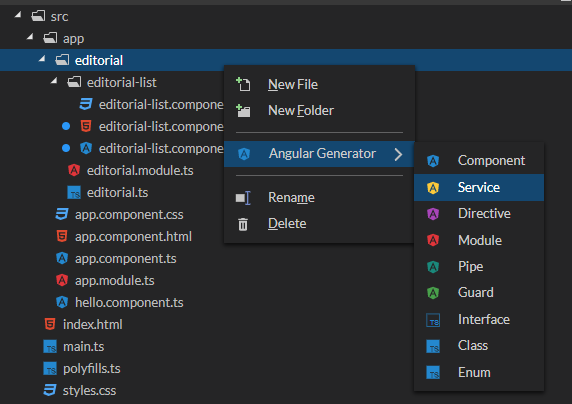 src
app
editorial
editorial-list
editorial-list.compone
editorial-list.compone
editorial-list.compone
editorial.module.ts
editorial.ts
app.component.css
app.component.html
app.component.ts
app.module.ts
hello.component.ts
index.html
main.ts
polyfills.ts
styles.css
New File
New Folder
Angular Generator
Rename
Delete
Component
Service
Directive
Module
Pipe
Guard
Interface
Class
Enum